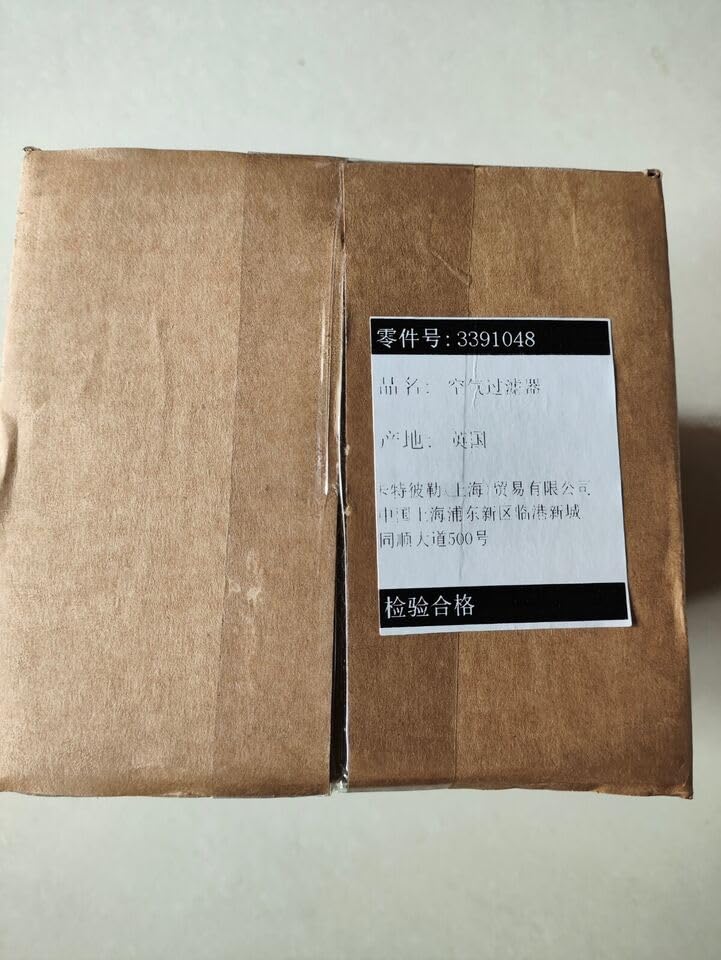 零件号: 3391048
品名: 空气过滤器
产地: 英国
卡特彼勒(上海)贸易有限公司
中国上海浦东新区临港新城
同顺大道500号
检验合格